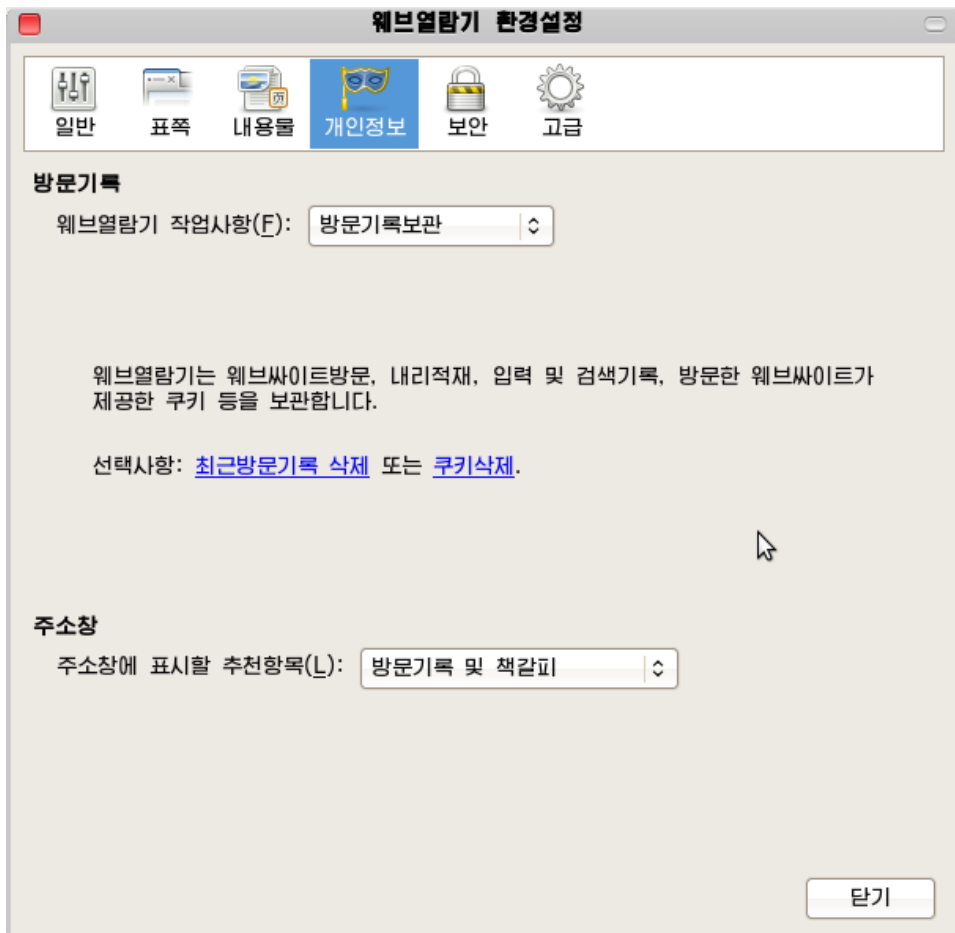 웨브열람기 환경설정
일반 표쪽 내용물 개인정보 보안 고급
방문기록
웨브열람기 작업사항(F): 방문기록보관
웨브열람기는 웨브싸이트방문, 내리적재, 입력 및 검색기록, 방문한 웨브싸이트가
제공한 쿠키 등을 보관합니다.
선택사항: 최근방문기록 삭제 또는 쿠키삭제.
주소창
주소창에 표시할 추천항목(L): 방문기록 및 책갈피
닫기